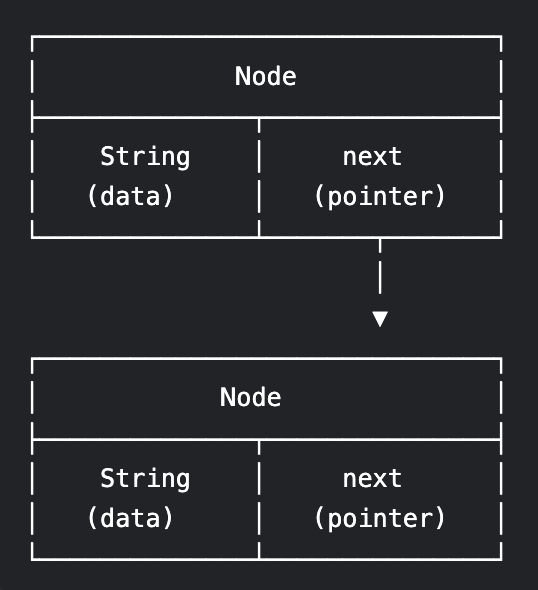 Node
String next
(data) (pointer)
Node
String next
(data) (pointer)